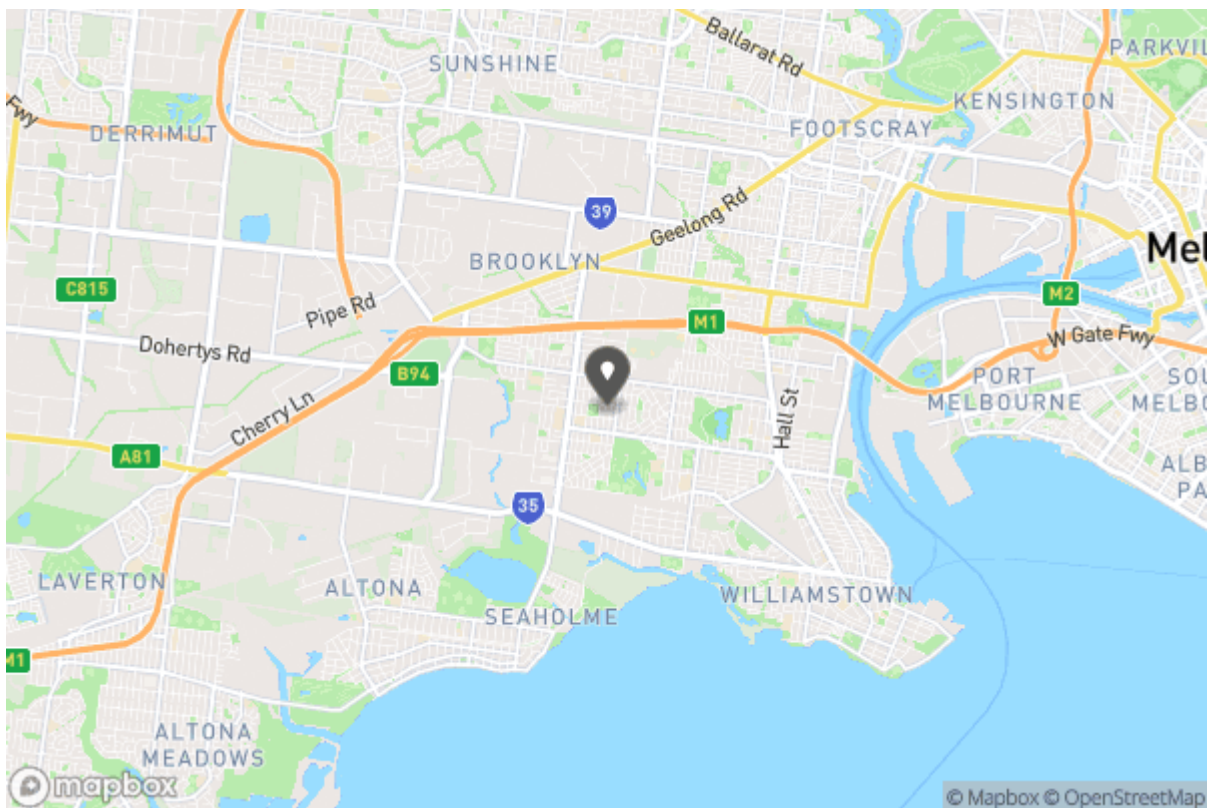 Ballarat Rd
PARKVIL
SUNSHINE
Fwy
KENSINGTON
DERRIMUT
FOOTSCRAY
39
Geelong Rd
BROOKLYN
Mel
C815
M2
Pipe Rd
M1
W Gate Fwy
Dohertys Rd
B94
PORT
MELBOURNE
SOU
MELBO
Cherry Ln
Hall St
A81
ALB
PA
35
LAVERTON
ALTONA
WILLIAMSTOWN
SEAHOLME
M1
ALTONA
MEADOWS
mapbox
© Mapbox © OpenStreetMap